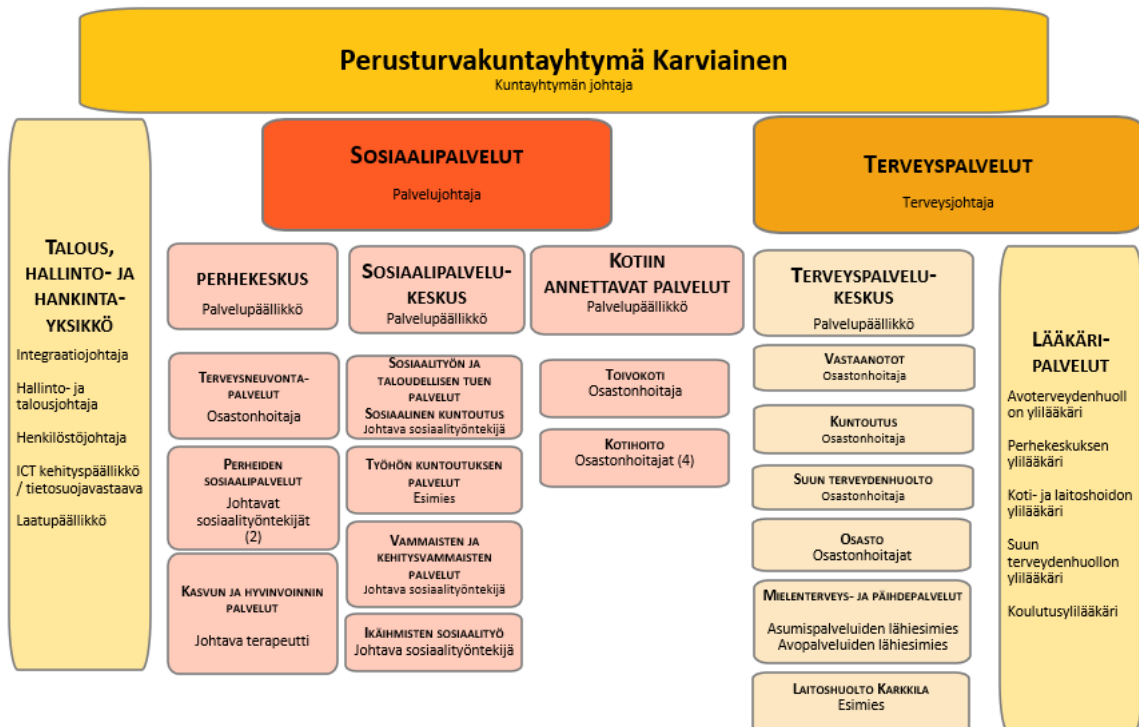 Perusturvakuntayhtymä Karviainen
Kuntayhtymän johtaja
TALOUS,
HALLINTO- JA
HANKINTA-
YKSIKKÖ
Integraatiojohtaja
Hallinto- ja
talousjohtaja
Henkilöstöjohtaja
ICT kehityspäällikkö
/ tietosuojavastaava
Laatupäällikkö
SOSIAALIPALVELUT
Palvelujohtaja
PERHEKESKUS
Palvelupäällikkö
TERVEYSNEUVONTA-
PALVELUT
Osastonhoitaja
PERHEIDEN
SOSIAALIPALVELUT
Johtavat
sosiaalityöntekijät
(2)
KASVUN JA HYVINVOINNIN
PALVELUT
Johtava terapeutti
SOSIAALIPALVELU-
KESKUS
Palvelupäällikkö
SOSIAALITYÖN JA
TALOUDELLISEN TUEN
PALVELUT
SOSIAALINEN KUNTOUTUS
Johtava sosiaalityöntekijä
TYÖHÖN KUNTOUTUKSEN
PALVELUT
Esimies
VAMMAISTEN JA
KEHITYSVAMMAISTEN
PALVELUT
Johtava sosiaalityöntekijä
IKÄIHMISTEN SOSIAALITYÖ
Johtava sosiaalityöntekijä
KOTIIN
ANNETTAVAT PALVELUT
Palvelupäällikkö
TOIVOKOTI
Osastonhoitaja
KOTIHOITO
Osastonhoitajat (4)
TERVEYSPALVELUT
Terveysjohtaja
TERVEYSPALVELU-
KESKUS
Palvelupäällikkö
VASTAANOTOT
Osastonhoitaja
KUNTOUTUS
Osastonhoitaja
SUUN TERVEYDENHUOLTO
Osastonhoitaja
OSASTO
Osastonhoitajat
MIELENTERVEYS- JA PÄIHDEPALVELUT
Asumispalveluiden lähiesimies
Avopalveluiden lähiesimies
LAITOSHUOLTO KARKKILA
Esimies
LÄÄKÄRI-
PALVELUT
Avoterveydenhuoll
on ylilääkäri
Perhekeskuksen
ylilääkäri
Koti- ja laitoshoidon
ylilääkäri
Suun
terveydenhuollon
ylilääkäri
Koulutusylilääkäri